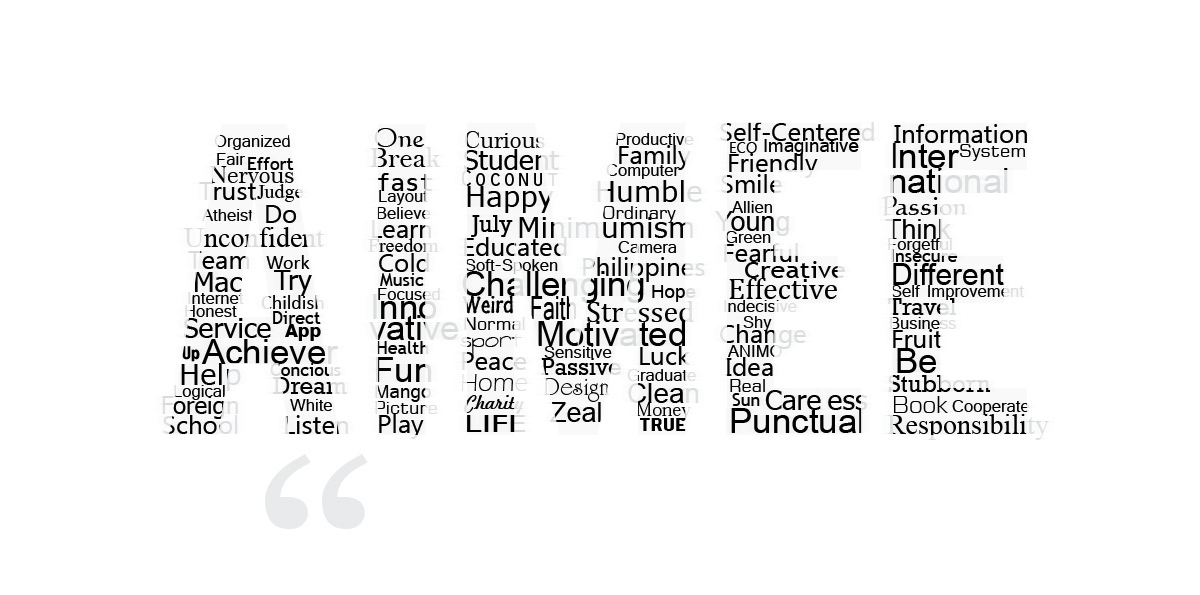 Organized
Fair Effort
Nervous
Trust Judge
Atheist Do
Unconfident
Team Work
Mac Try
Internet Childish
Honest Direct
Service App
Up Achiever
Help Concious
Logical Dream
Foreign White
School Listen
One
Break
fast
Layout
Believe
Learn
Freedom
Cold
Music
Focused
Inno
vative
Health
Fun
Mango
Picture
Play
Curious Productive
Student Family
COCONUT Computer
Happy Humble
July Minimumism Ordinary
Educated Camera
Soft-Spoken Philippines
Challenging Hope
Weird Faith Stressed
Normal Motivated
sport Sensitive Luck
Peace Passive Graduate
Home Design Clean
Charity Zeal Money
LIFE TRUE
Self-Centered
ECO Imaginative
Friendly
Smile
Allien
Young
Green
Fearful
Creative
Effective
Indecisive
Shy
Change
ANIMO
Idea
Real
Sun Care ess
Punctual
Information
Inter System
national
Passion
Think
Forgetful
Insecure
Different
Self Improvement
Travel
Business
Fruit
Be
Stubborn
Book Cooperate
Responsibility
“